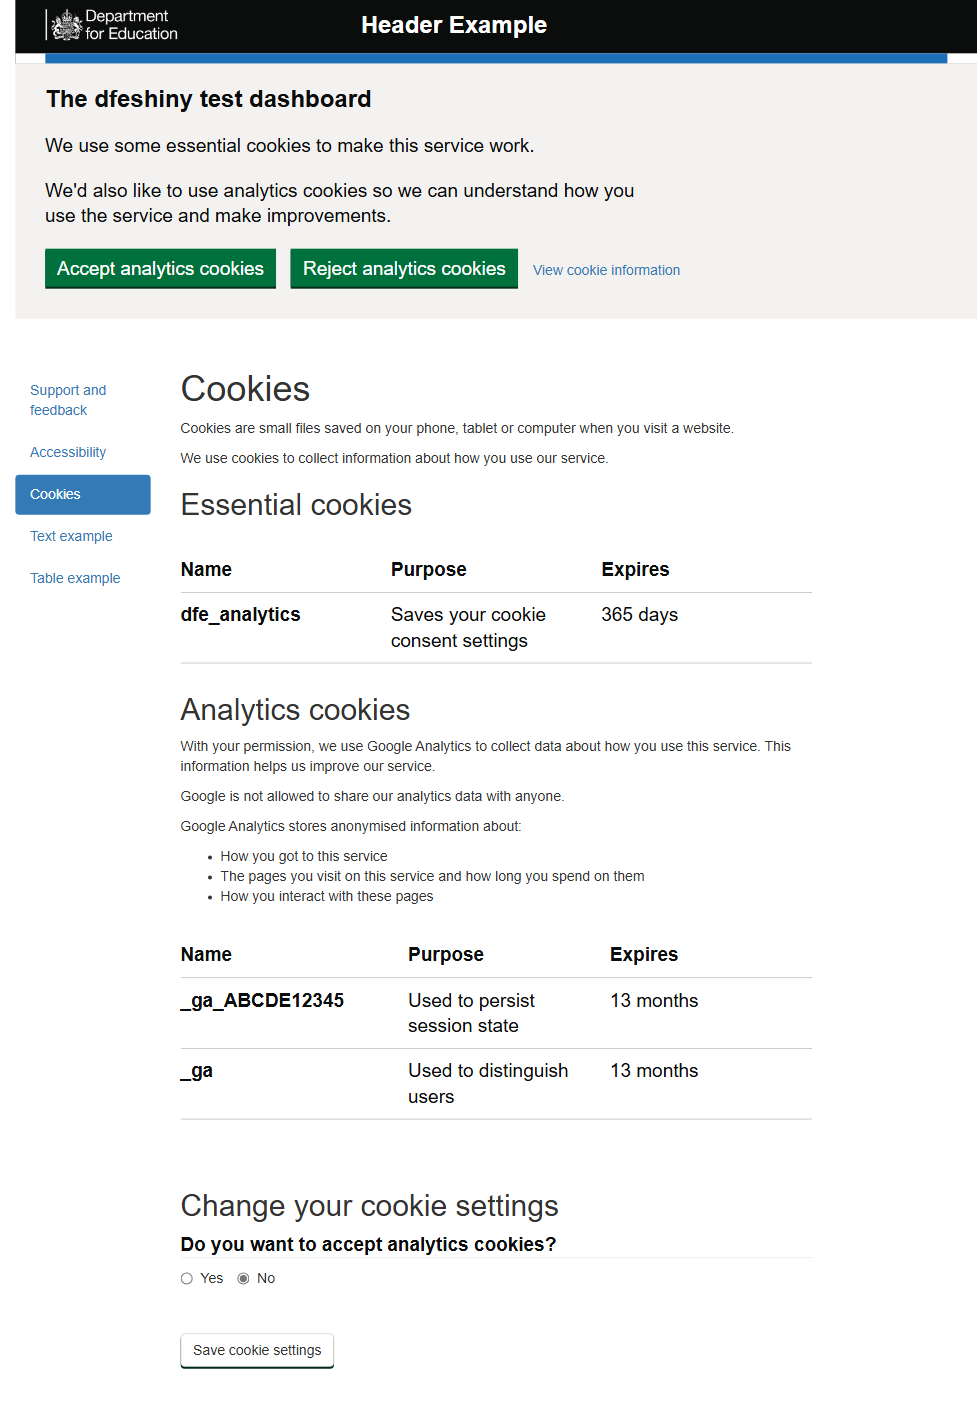 Department
for Education
Header Example
The dfeshiny test dashboard
We use some essential cookies to make this service work.
We'd also like to use analytics cookies so we can understand how you
use the service and make improvements.
Accept analytics cookies
Reject analytics cookies
View cookie information
Support and
feedback
Accessibility
Cookies
Text example
Table example
Cookies
Cookies are small files saved on your phone, tablet or computer when you visit a website.
We use cookies to collect information about how you use our service.
Essential cookies
Name Purpose Expires
dfe_analytics Saves your cookie 365 days
consent settings
Analytics cookies
With your permission, we use Google Analytics to collect data about how you use this service. This
information helps us improve our service.
Google is not allowed to share our analytics data with anyone.
Google Analytics stores anonymised information about:
• How you got to this service
• The pages you visit on this service and how long you spend on them
• How you interact with these pages
Name Purpose Expires
_ga_ABCDE12345 Used to persist 13 months
session state
_ga Used to distinguish 13 months
users
Change your cookie settings
Do you want to accept analytics cookies?
Yes No
Save cookie settings